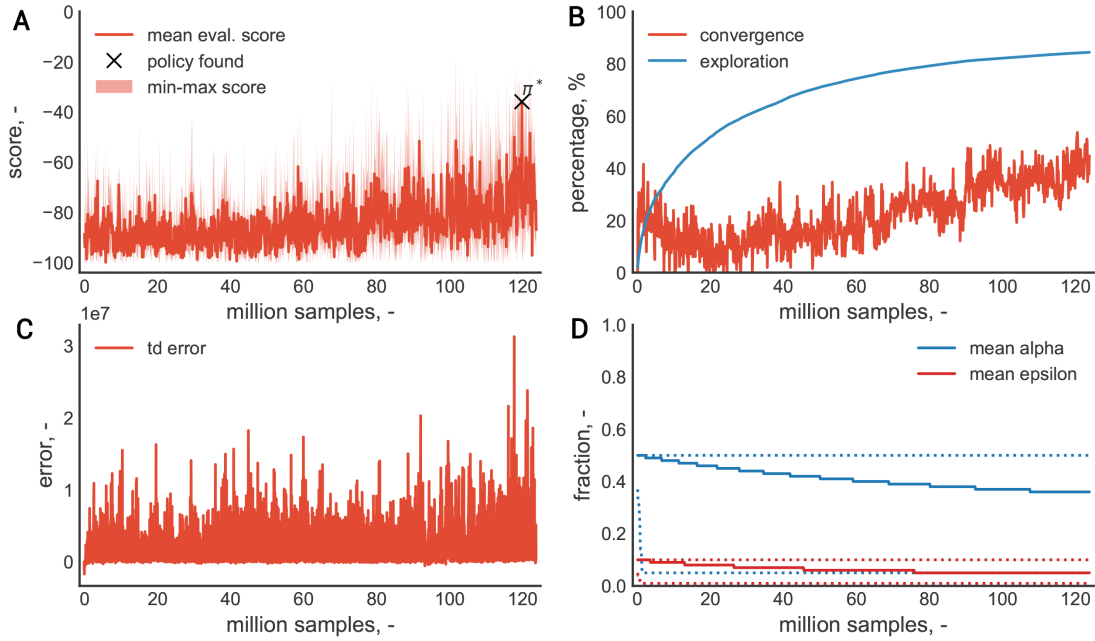 A
0
−20
−40
−60
−80
−100
score, -
mean eval. score
policy found
min-max score
π*
0 20 40 60 80 100 120
million samples, -
B
100
80
60
40
20
0
percentage, %
convergence
exploration
0 20 40 60 80 100 120
million samples, -
C
1e7
3
2
1
0
error, -
td error
0 20 40 60 80 100 120
million samples, -
D
1.0
0.8
0.6
0.4
0.2
0.0
fraction, -
mean alpha
mean epsilon
0 20 40 60 80 100 120
million samples, -